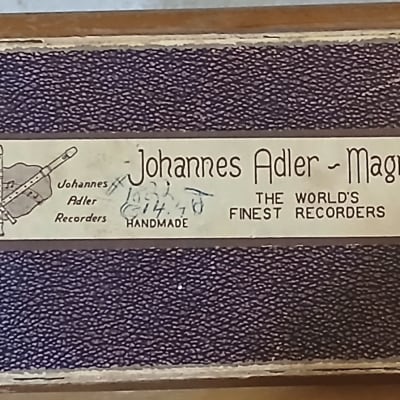 Johannes
Adler
Recorders
HANDMADE
Johannes Adler ~ Magn
THE WORLD'S
FINEST RECORDERS